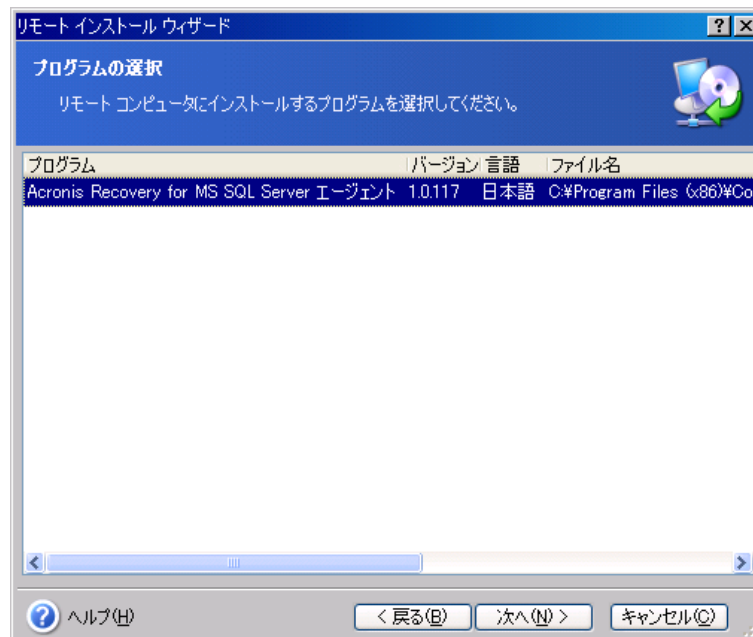 リモート インストール ウィザード
プログラムの選択
リモート コンピュータにインストールするプログラムを選択してください。
プログラム バージョン 言語 ファイル名
Acronis Recovery for MS SQL Server エージェント 1.0.117 日本語 C:¥Program Files (x86)¥Co
ヘルプ(H)
< 戻る(B) 次へ(N) > キャンセル(C)